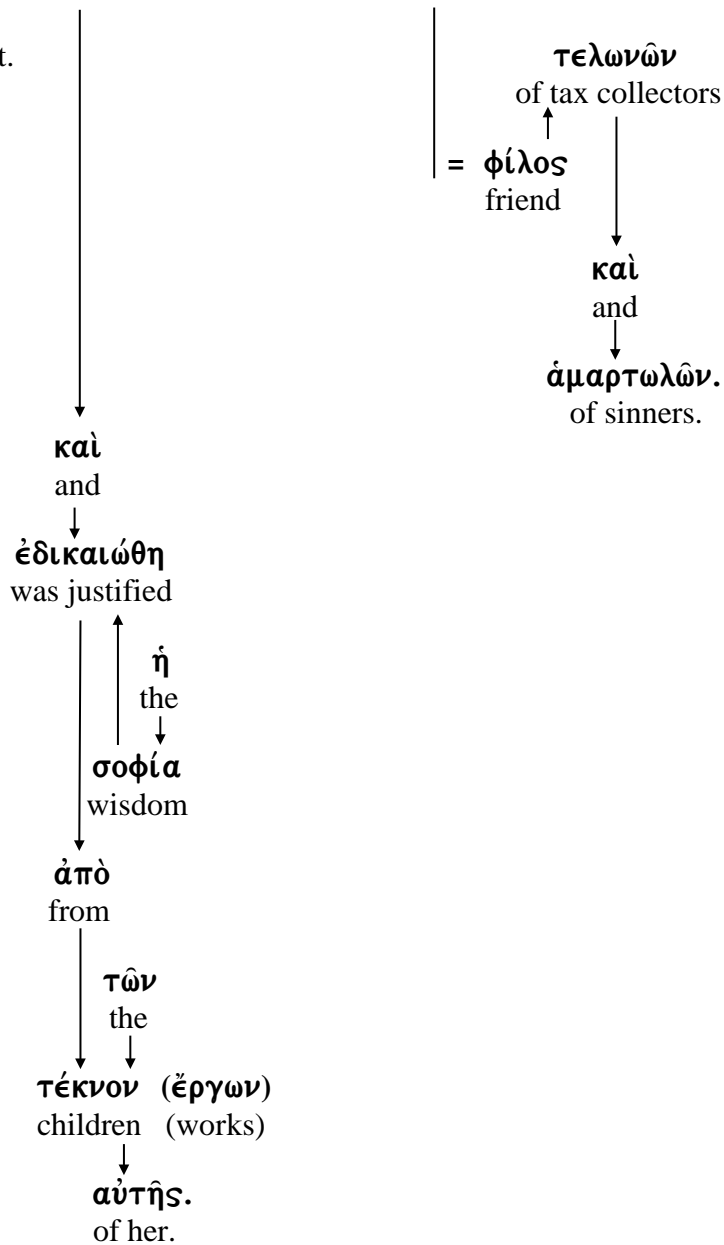 t.
τελωνῶν
of tax collectors
= φίλος
friend
καὶ
and
ἁμαρτωλῶν.
of sinners.
καὶ
and
ἐδικαιώθη
was justified
ἡ
the
σοφία
wisdom
ἀπὸ
from
τῶν
the
τέκνον (ἔργων)
children (works)
αὐτῆς.
of her.